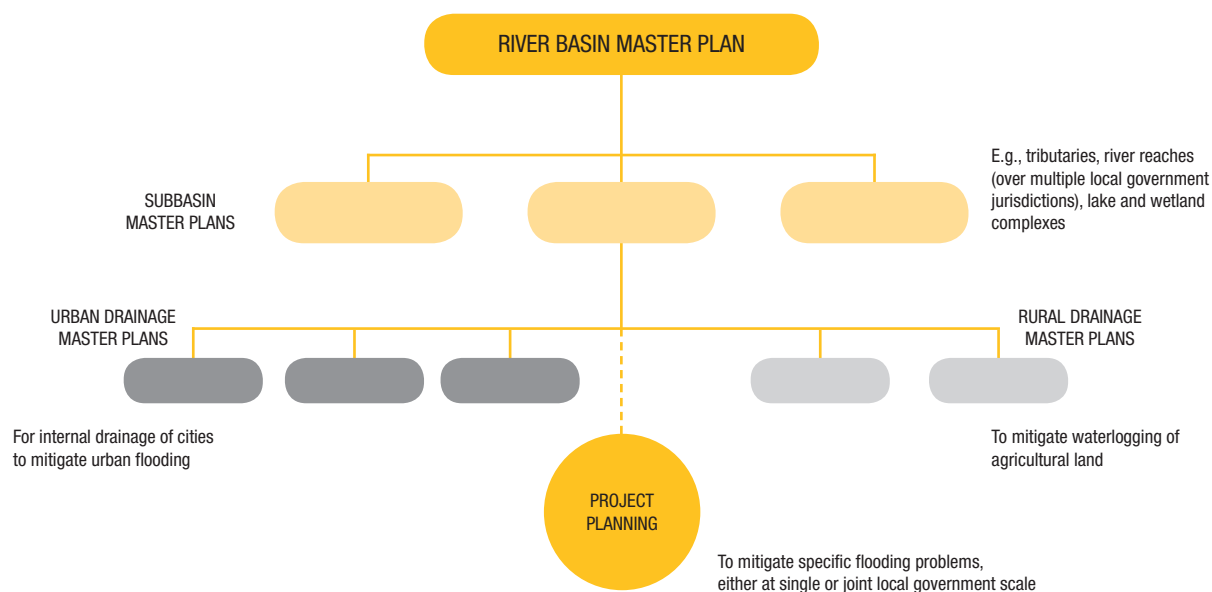 RIVER BASIN MASTER PLAN
E.g., tributaries, river reaches
(over multiple local government
jurisdictions), lake and wetland
complexes
SUBBASIN
MASTER PLANS
URBAN DRAINAGE
MASTER PLANS
RURAL DRAINAGE
MASTER PLANS
For internal drainage of cities
to mitigate urban flooding
To mitigate waterlogging of
agricultural land
PROJECT
PLANNING
To mitigate specific flooding problems,
either at single or joint local government scale